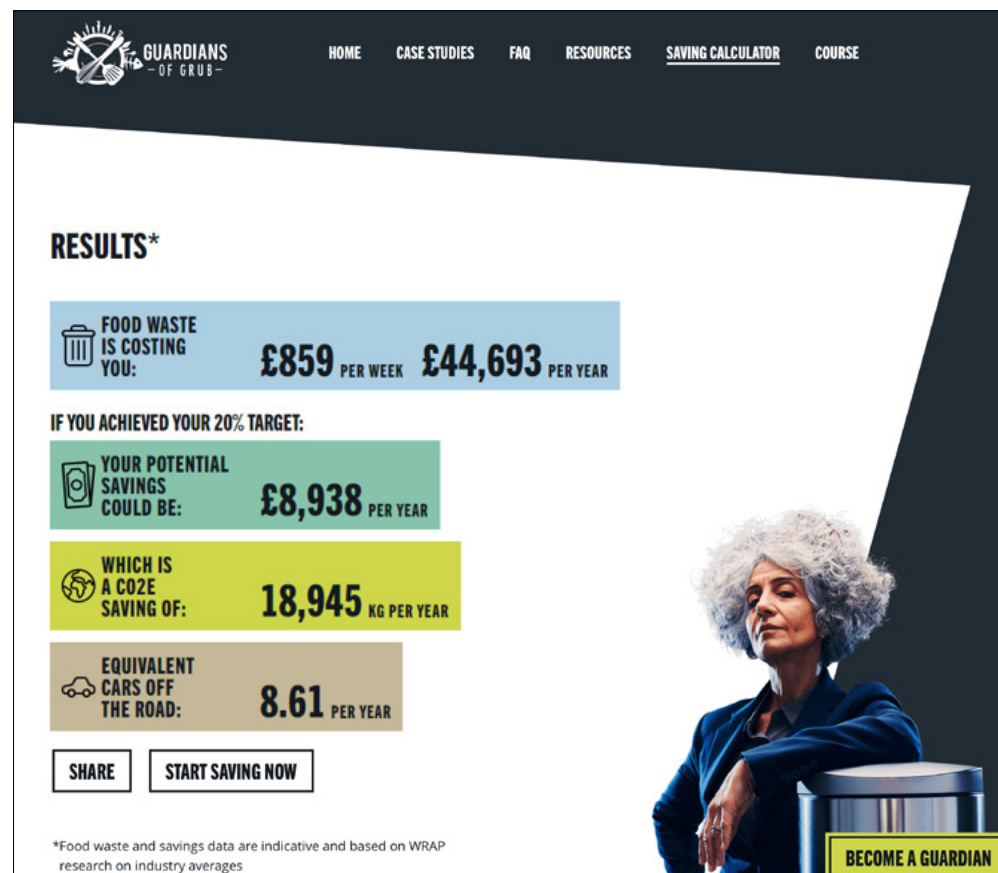 GUARDIANS
—OF GRUB—
HOME CASE STUDIES FAQ RESOURCES SAVING CALCULATOR COURSE
RESULTS*
FOOD WASTE
IS COSTING
YOU:
£859 PER WEEK £44,693 PER YEAR
IF YOU ACHIEVED YOUR 20% TARGET:
YOUR POTENTIAL
SAVINGS
COULD BE:
£8,938 PER YEAR
WHICH IS
A CO2E
SAVING OF:
18,945 KG PER YEAR
EQUIVALENT
CARS OFF
THE ROAD:
8.61 PER YEAR
SHARE START SAVING NOW
*Food waste and savings data are indicative and based on WRAP
research on industry averages
BECOME A GUARDIAN